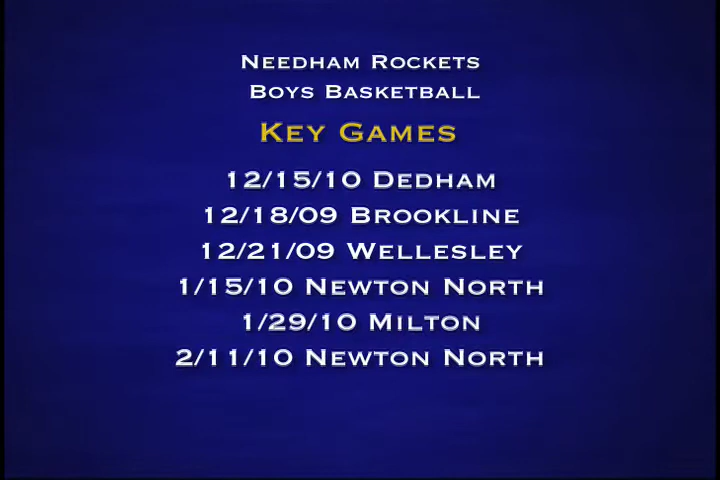 Needham Rockets
Boys Basketball
Key Games
12/15/10 Dedham
12/18/09 Brookline
12/21/09 Wellesley
1/15/10 Newton North
1/29/10 Milton
2/11/10 Newton North